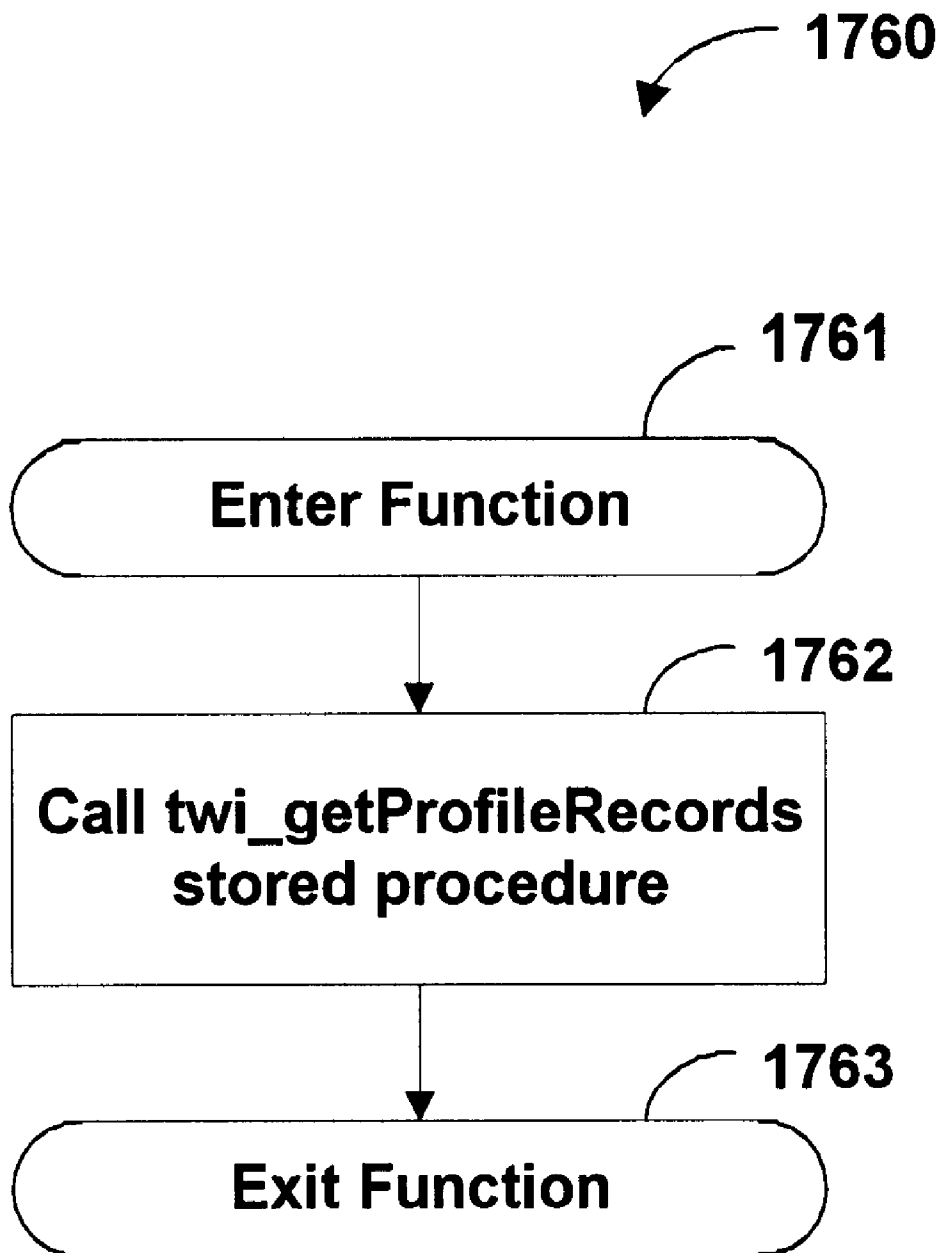 1760
1761
Enter Function
1762
Call twi_getProfileRecords
stored procedure
1763
Exit Function